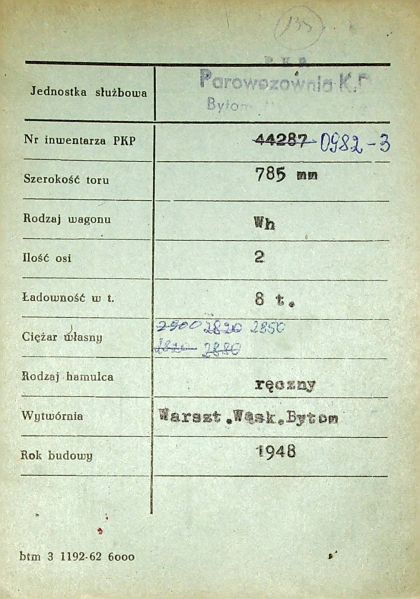 P.K.P.
Jednostka służbowa Parowozownia K.D
Bytom
Nr inwentarza PKP 44287 0982-3
Szerokość toru 785 mm
Rodzaj wagonu Wh
Ilość osi 2
Ładowność w t. 8 t.
Ciężar własny 2900 2820 2850
2820 2880
Rodzaj hamulca ręczny
Wytwórnia Warszt.Wąsk.Bytom
Rok budowy 1948
btm 3 1192-62 6000